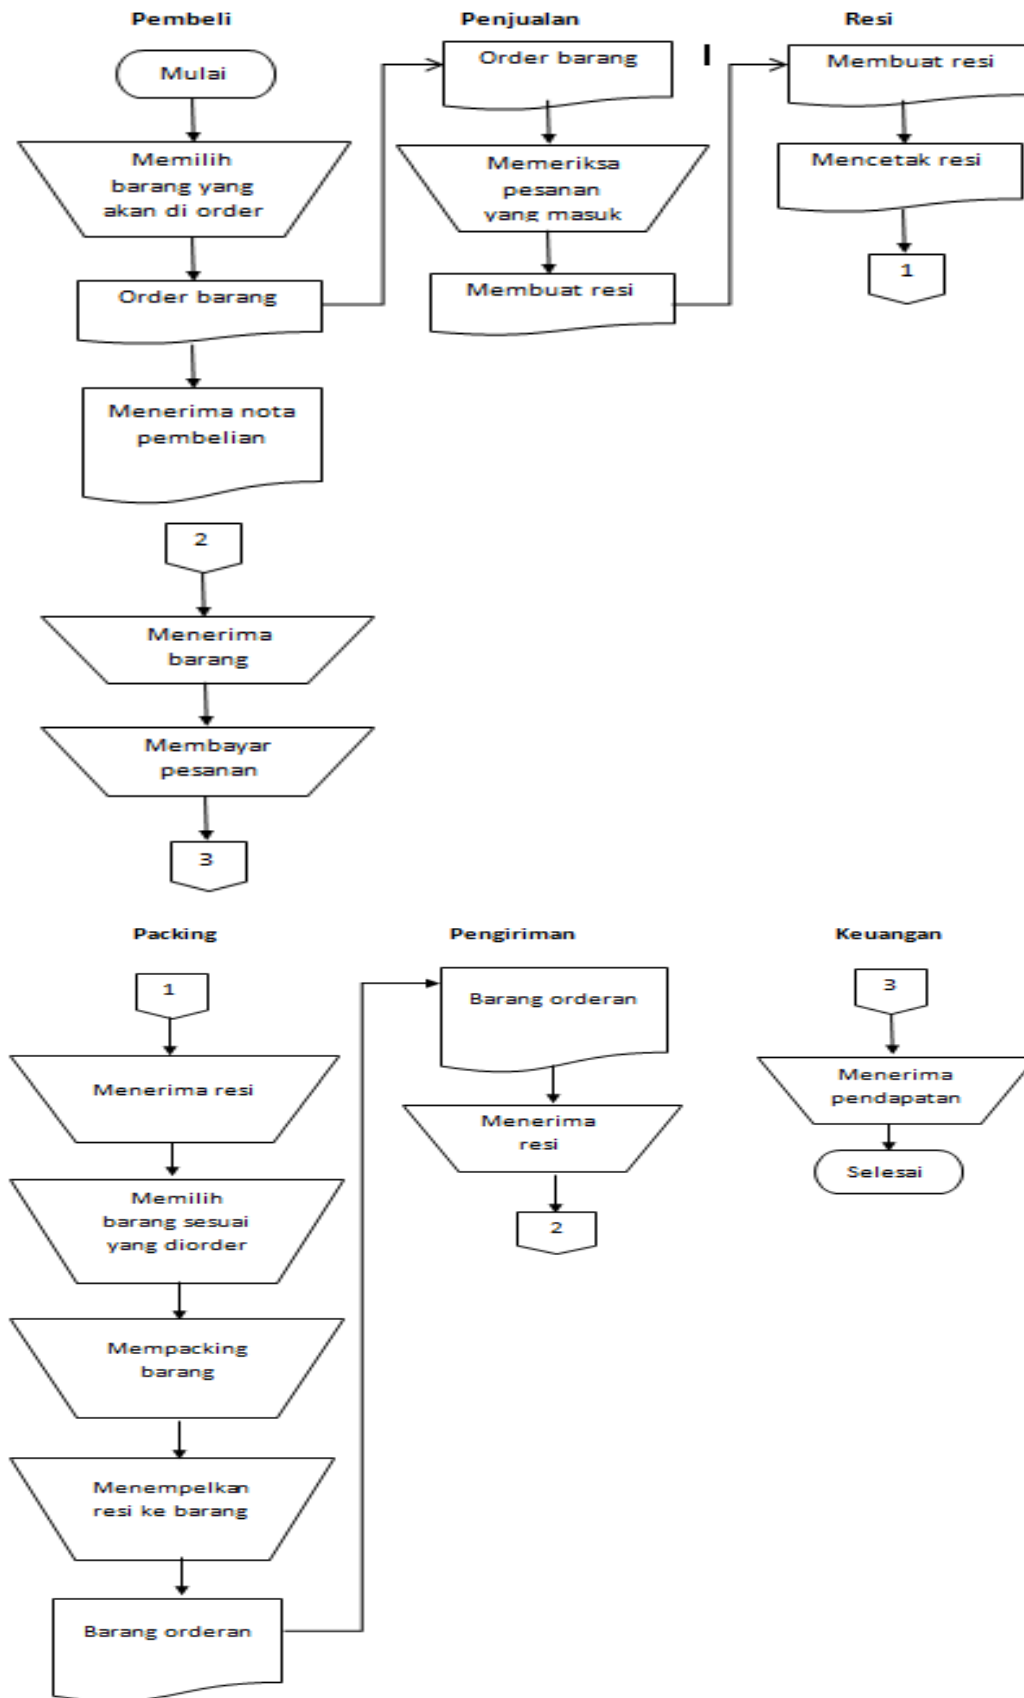 Pembeli
Mulai
Memilih
barang yang
akan di order
Order barang
Menerima nota
pembelian
2
Menerima
barang
Membayar
pesanan
3
Penjualan
Order barang
Memeriksa
pesanan
yang masuk
Membuat resi
I
Resi
Membuat resi
Mencetak resi
1
Packing
1
Menerima resi
Memilih
barang sesuai
yang diorder
Mempacking
barang
Menempelkan
resi ke barang
Barang orderan
Pengiriman
Barang orderan
Menerima
resi
2
Keuangan
3
Menerima
pendapatan
Selesai